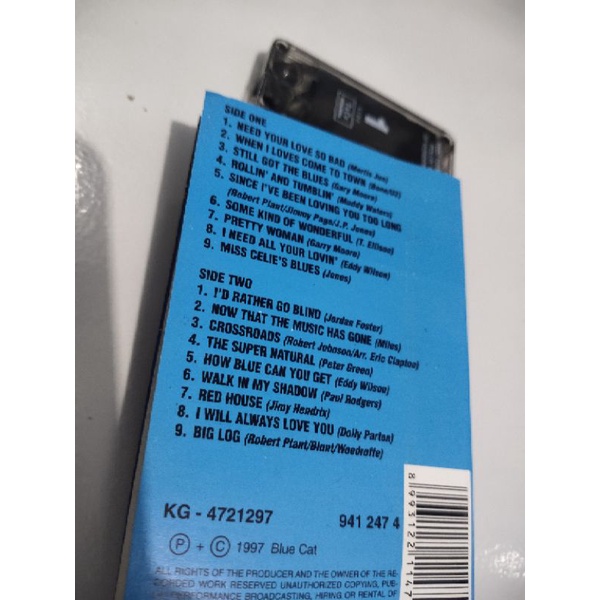 SIDE ONE
1. NEED YOUR LOVE SO BAD (Mertis Jon)
2. WHEN I LOVES COME TO TOWN (Bono/U2)
3. STILL GOT THE BLUES (Gary Moore)
4. ROLLIN' AND TUMBLIN' (Muddy Waters)
5. SINCE I'VE BEEN LOVING YOU TOO LONG
(Robert Plant/Jimmy Page/J.P. Jones)
6. SOME KIND OF WONDERFUL (T. Ellison)
7. PRETTY WOMAN (Garry Moore)
8. I NEED ALL YOUR LOVIN' (Eddy Wilson)
9. MISS CELIE'S BLUES (Jones)
SIDE TWO
1. I'D RATHER GO BLIND (Jordan Foster)
2. NOW THAT THE MUSIC HAS GONE (Miles)
3. CROSSROADS (Robert Johnson/Arr. Eric Clapton)
4. THE SUPER NATURAL (Peter Green)
5. HOW BLUE CAN YOU GET (Eddy Wilson)
6. WALK IN MY SHADOW (Paul Rodgers)
7. RED HOUSE (Jimy Hendrix)
8. I WILL ALWAYS LOVE YOU (Dolly Parton)
9. BIG LOG (Robert Plant/Blunt/Woodroffe)
KG - 4721297 941 247 4
Ⓟ + Ⓒ 1997 Blue Cat
8 993122 1147
ALL RIGHTS OF THE PRODUCER AND THE OWNER OF THE RE-
CORDED WORK RESERVED UNAUTHORIZED COPYING, PUB-
PERFORMANCE BROADCASTING, HIRING OR RENTAL OF